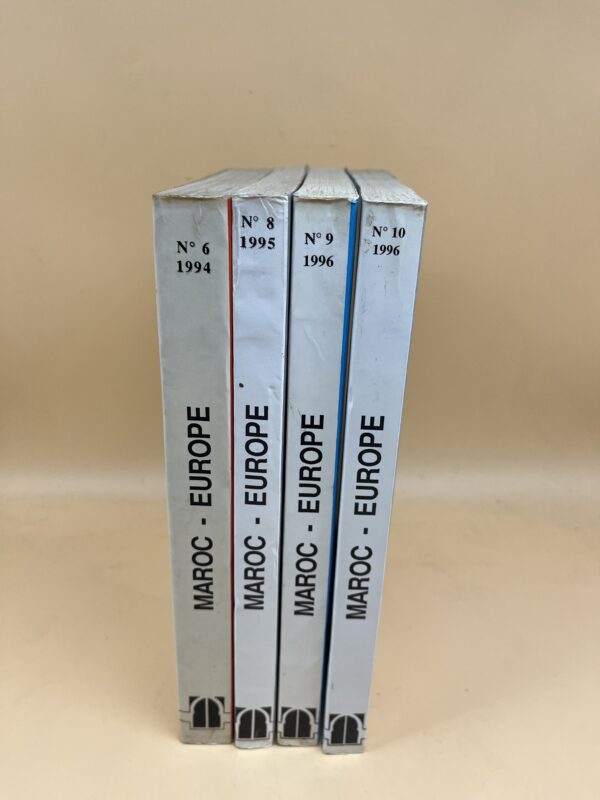 N° 6
1994
MAROC - EUROPE
N° 8
1995
MAROC - EUROPE
N° 9
1996
MAROC - EUROPE
N° 10
1996
MAROC - EUROPE